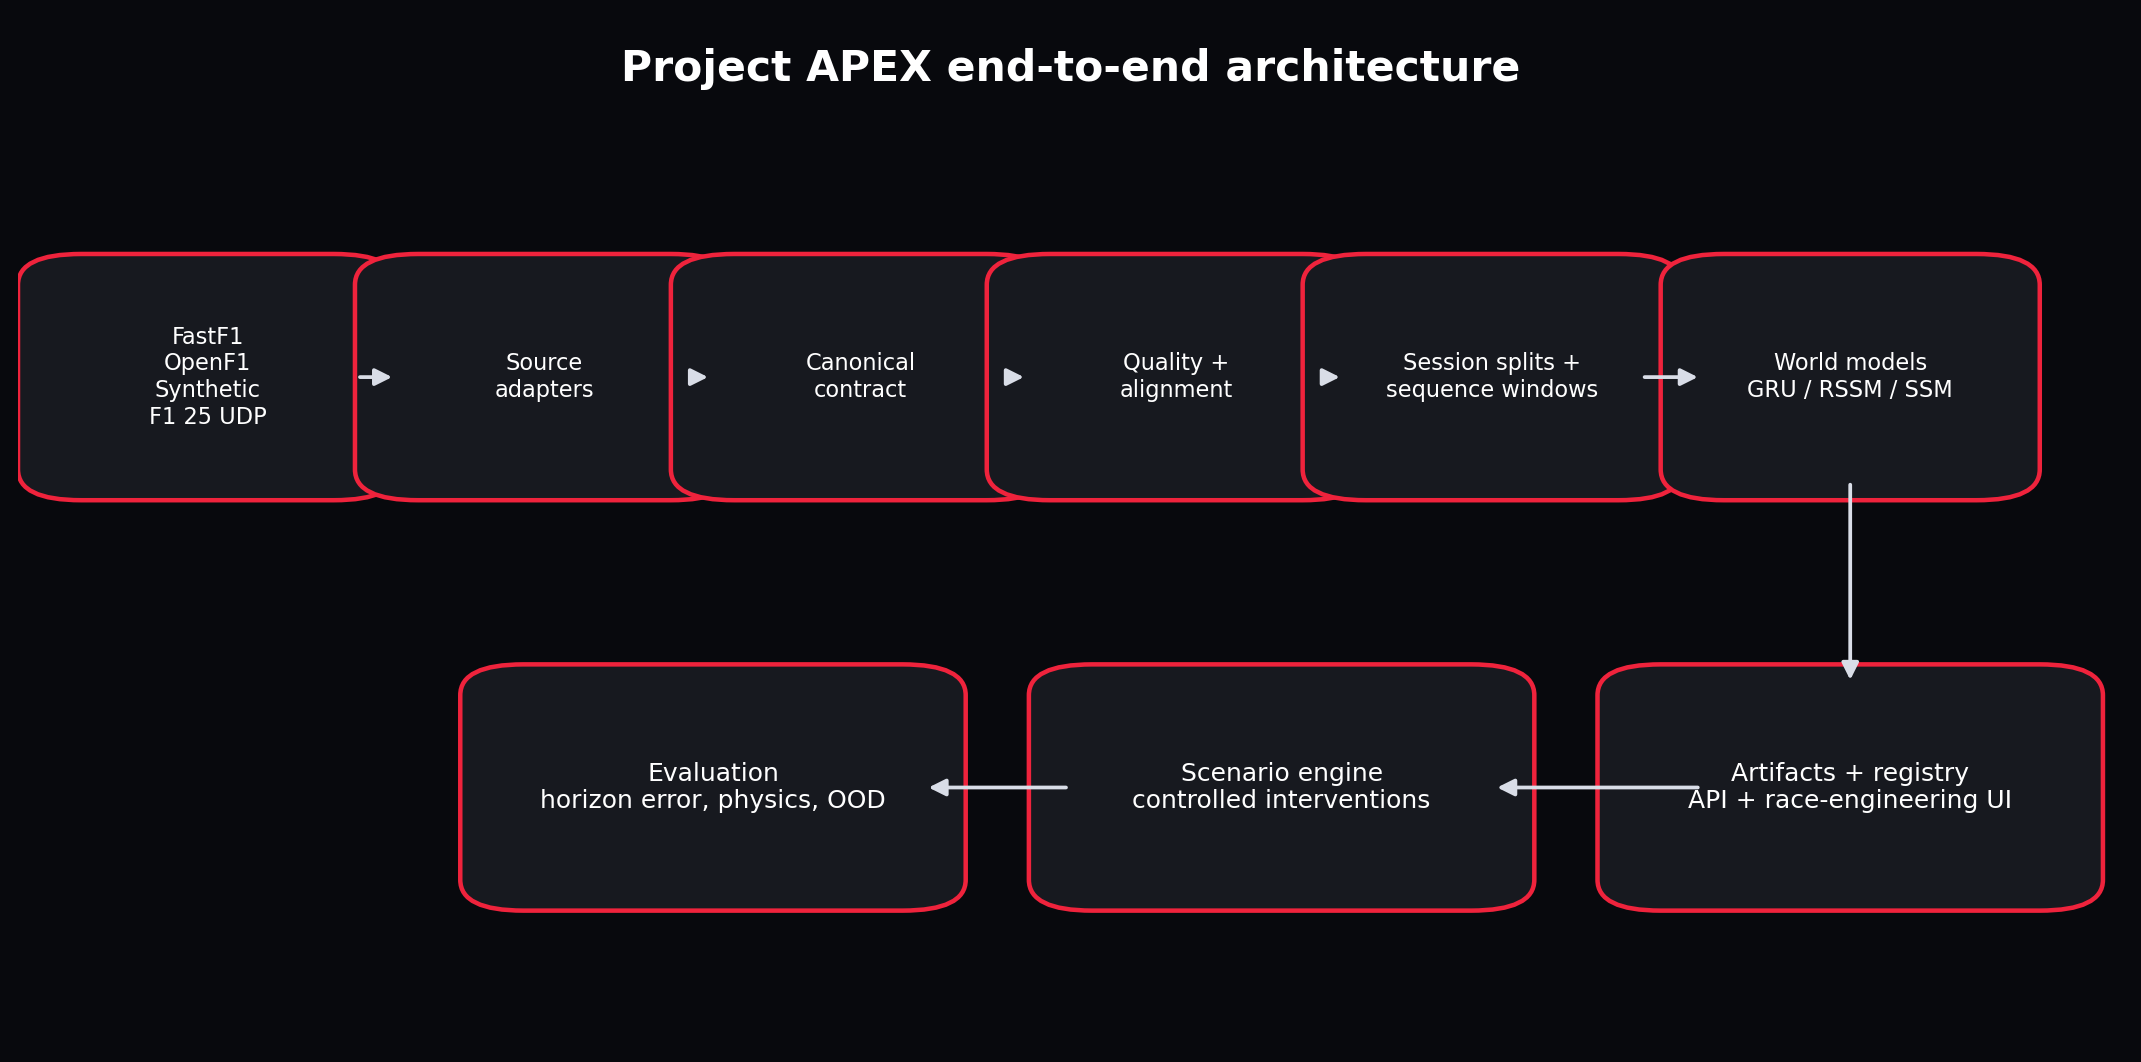 Project APEX end-to-end architecture
FastF1
OpenF1
Synthetic
F1 25 UDP
Source
adapters
Canonical
contract
Quality +
alignment
Session splits +
sequence windows
World models
GRU / RSSM / SSM
Evaluation
horizon error, physics, OOD
Scenario engine
controlled interventions
Artifacts + registry
API + race-engineering UI